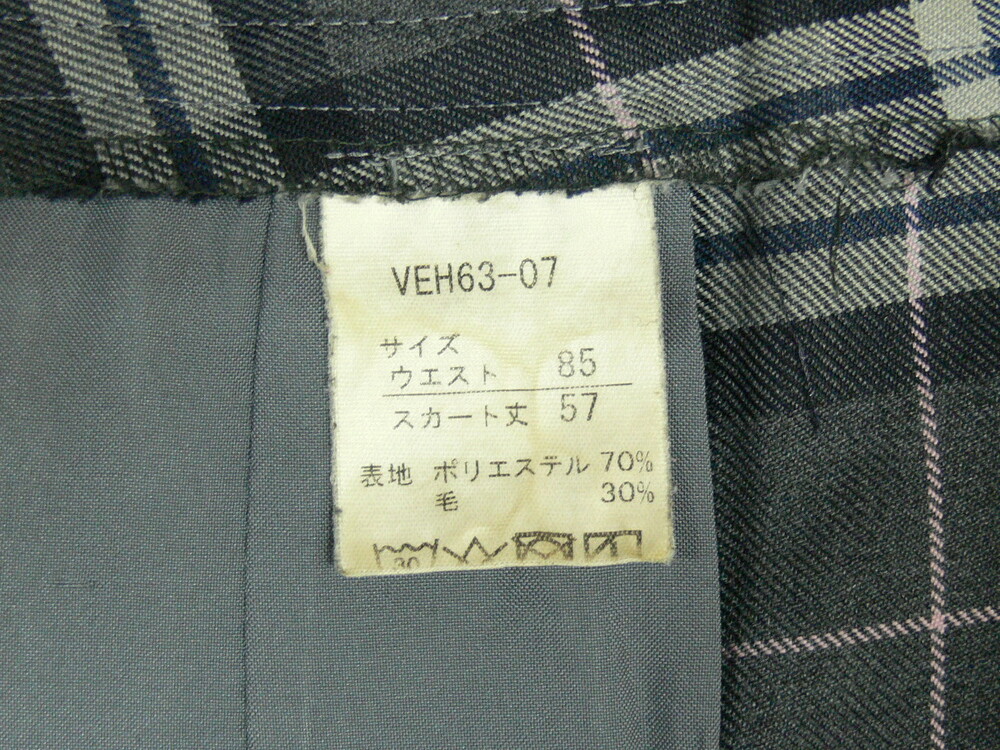 VEH63-07
サイズ
ウエスト 85
スカート丈 57
表地 ポリエステル 70%
毛 30%
30